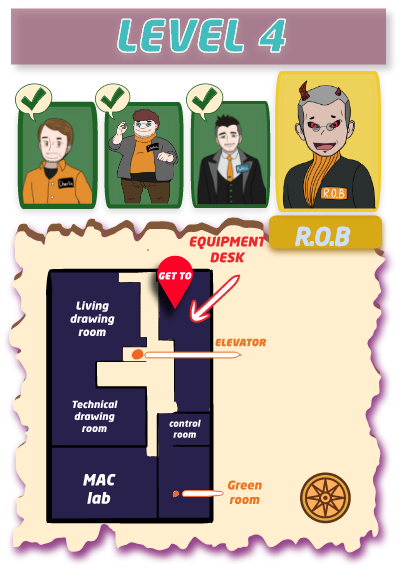 LEVEL 4
R.O.B
R.O.B
EQUIPMENT
DESK
GET TO
Living
drawing
room
ELEVATOR
Technical
drawing
room
control
room
MAC
lab
Green
room